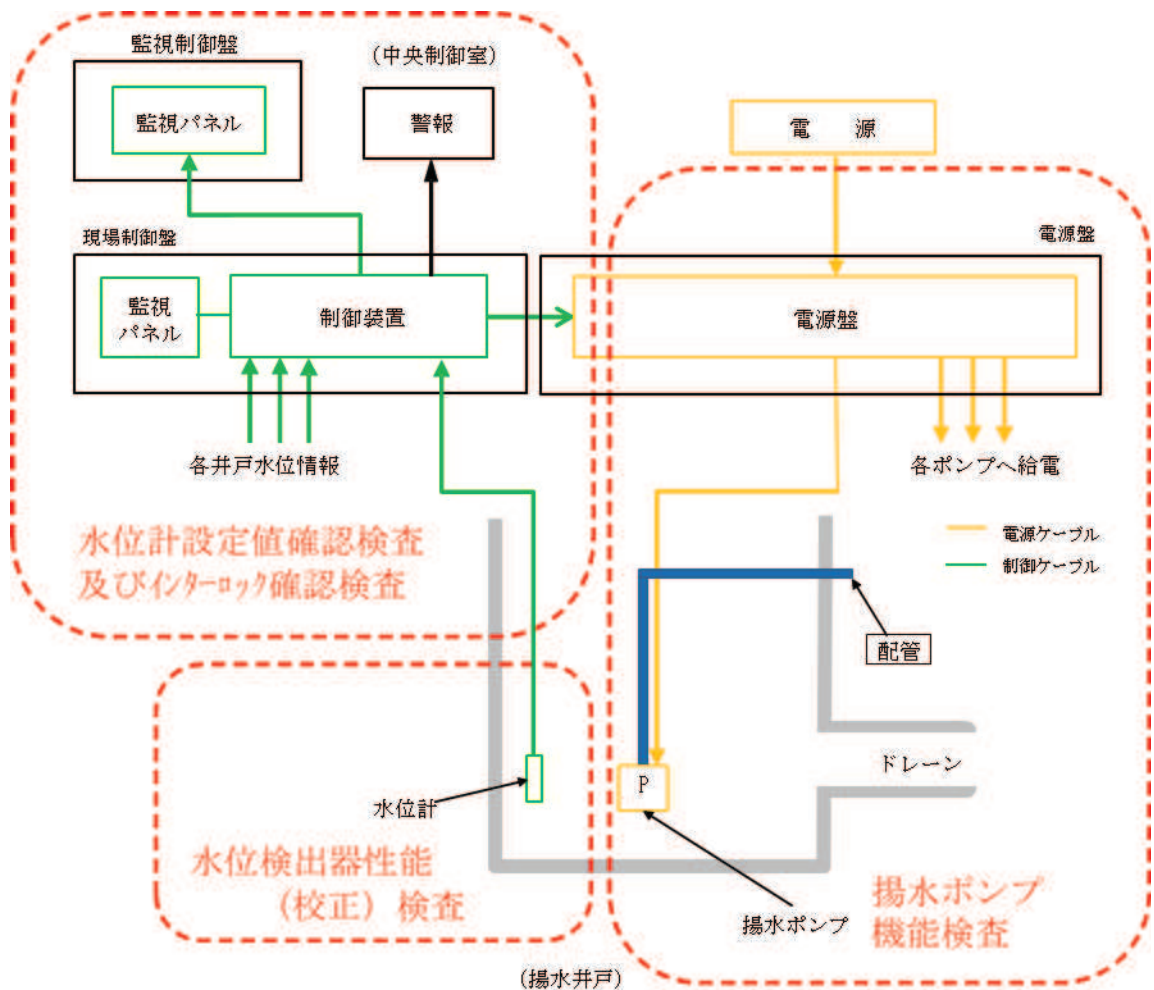 監視制御盤
(中央制御室)
監視パネル
警報
電 源
現場制御盤
電源盤
監視
パネル
制御装置
電源盤
各井戸水位情報
各ポンプへ給電
水位計設定値確認検査
及びインターロック確認検査
電源ケーブル
制御ケーブル
配管
ドレーン
P
水位計
水位検出器性能
(校正)検査
揚水ポンプ
揚水ポンプ
機能検査
(揚水井戸)